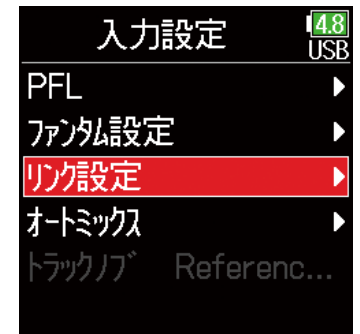 入力設定 4.8
USB
PFL
ファンタム設定
リンク設定
オートミックス
トラックノブ Referenc...